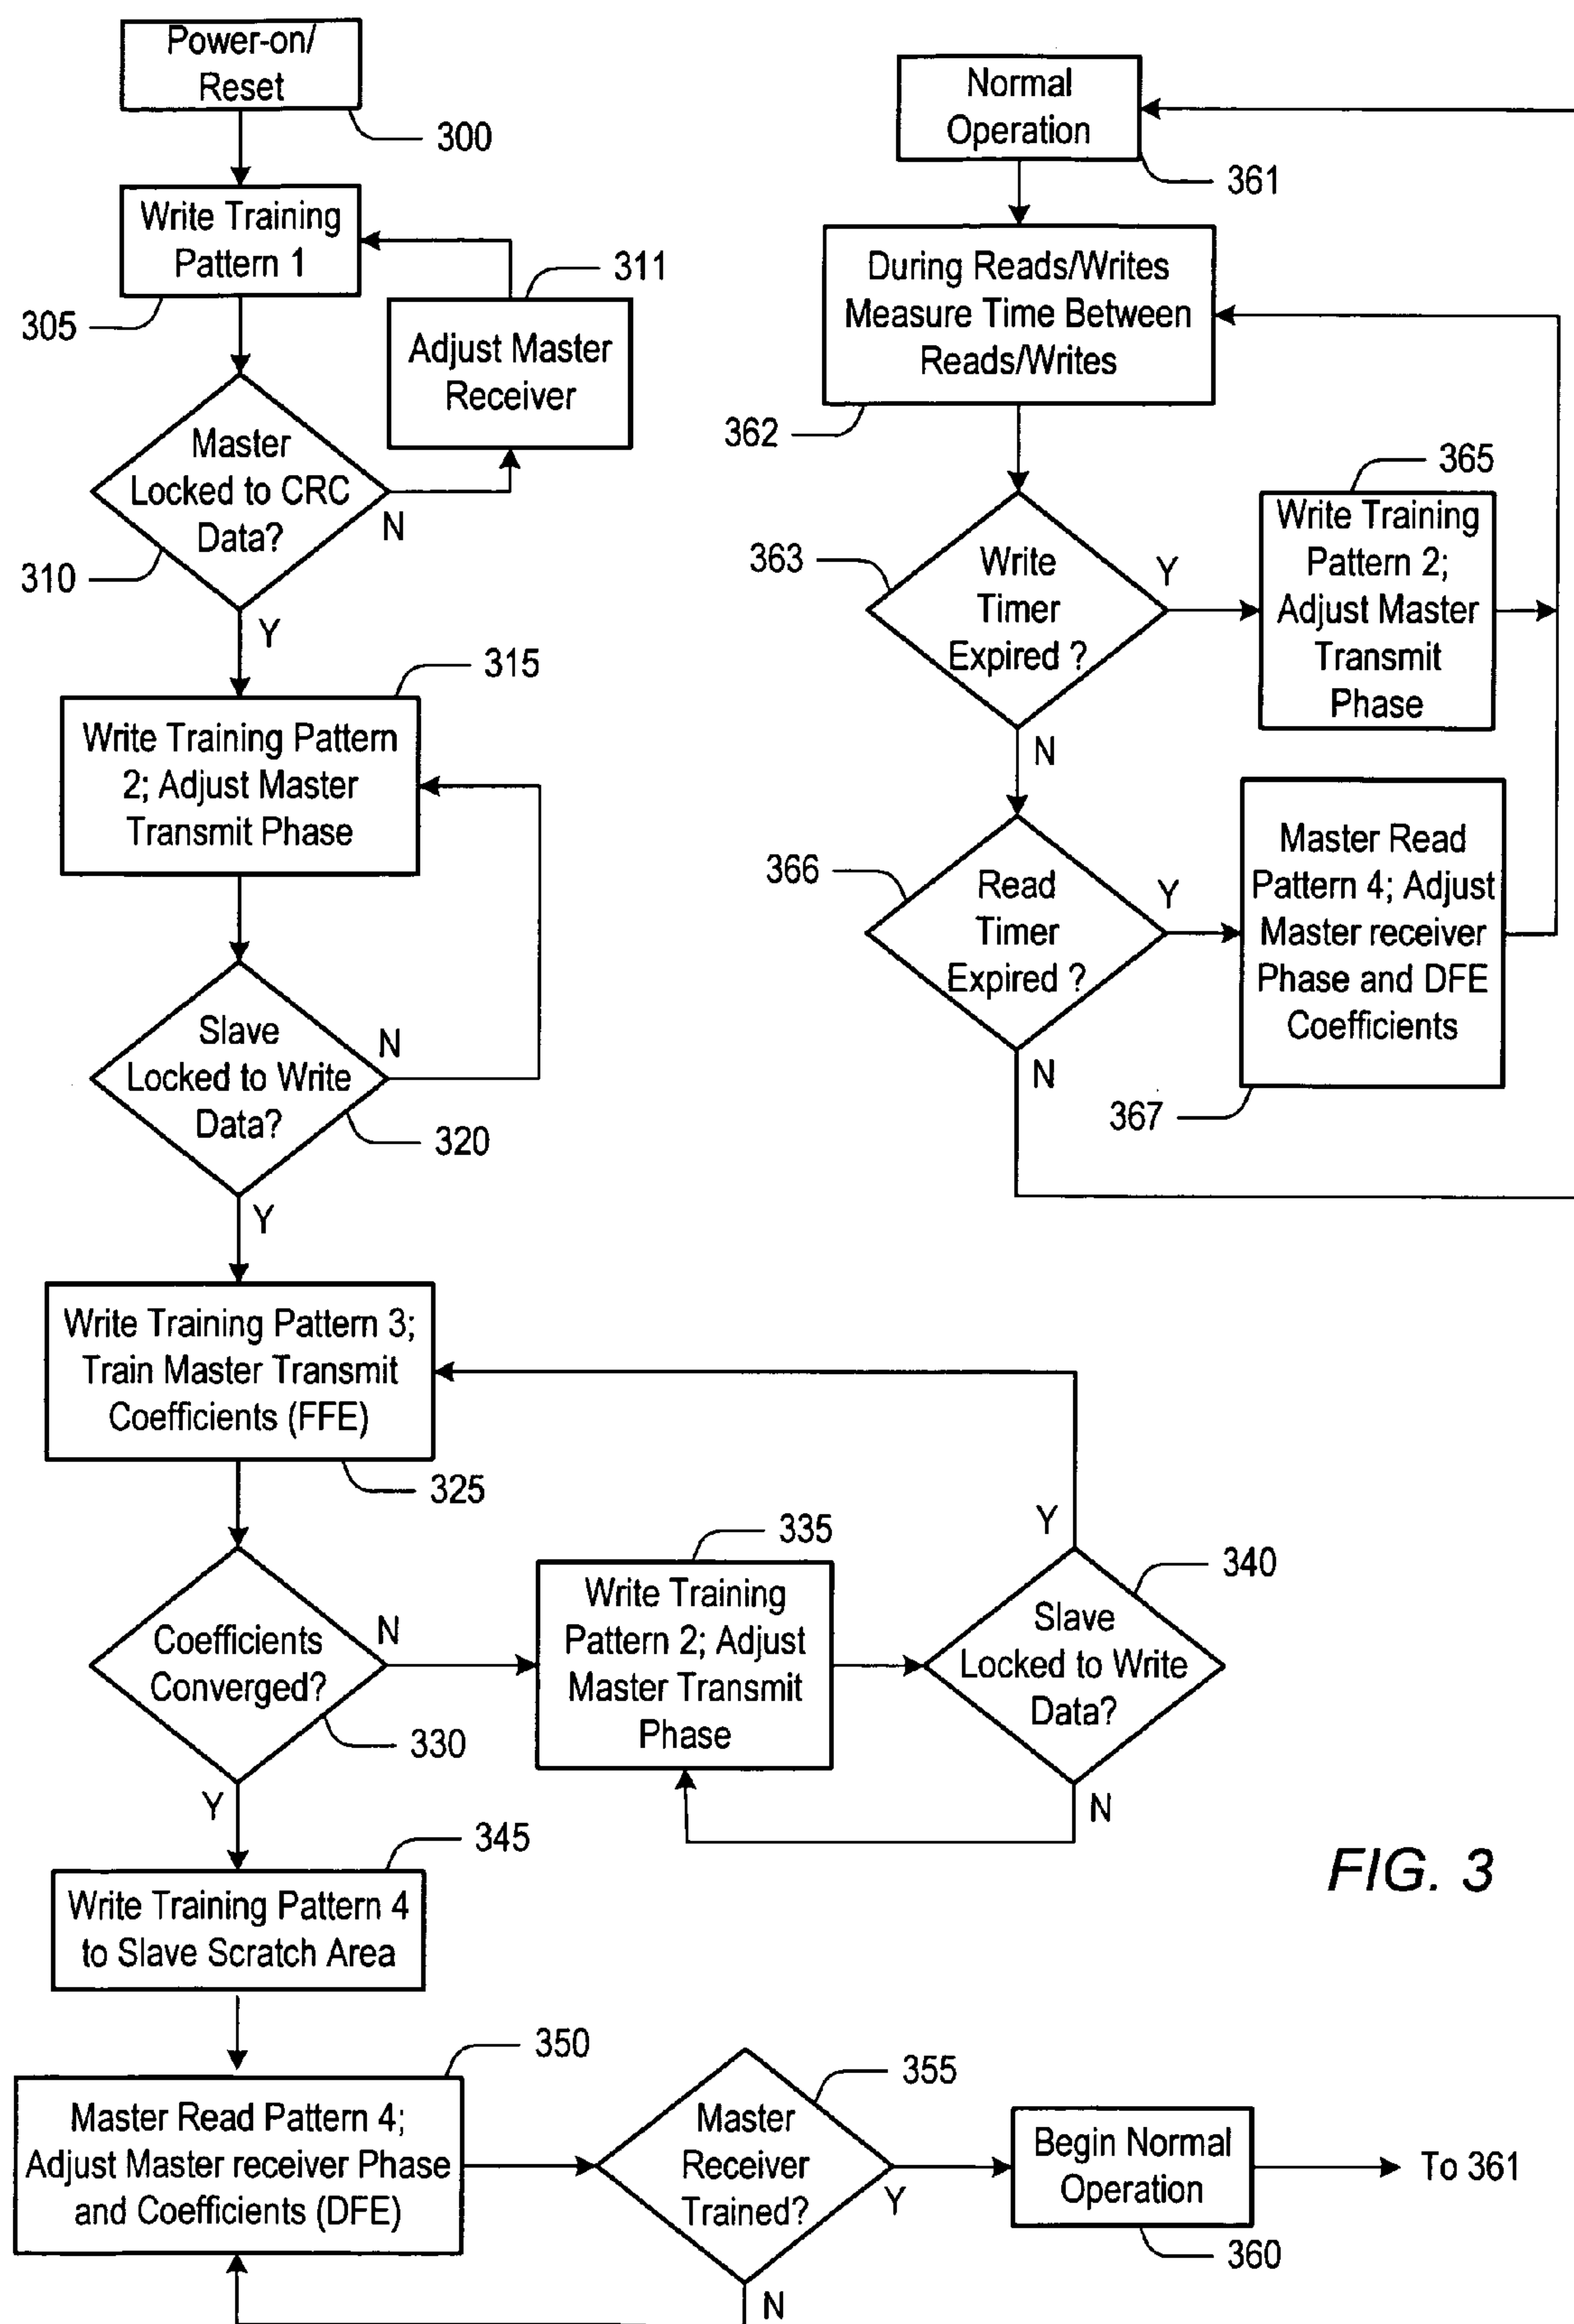 Power-on/
Reset
300
Write Training
Pattern 1
305
311
Adjust Master
Receiver
Master
Locked to CRC
Data?
N
310
Y
315
Write Training Pattern
2; Adjust Master
Transmit Phase
Slave
Locked to Write
Data?
N
320
Y
Write Training Pattern 3;
Train Master Transmit
Coefficients (FFE)
325
Coefficients
Converged?
N
330
Y
335
Write Training
Pattern 2; Adjust
Master Transmit
Phase
Y
340
Slave
Locked to Write
Data?
N
345
Write Training Pattern 4
to Slave Scratch Area
350
Master Read Pattern 4;
Adjust Master receiver Phase
and Coefficients (DFE)
355
Master
Receiver
Trained?
Y
N
Begin Normal
Operation
360
To 361
Normal
Operation
361
During Reads/Writes
Measure Time Between
Reads/Writes
362
363
Write
Timer
Expired ?
Y
N
365
Write Training
Pattern 2;
Adjust Master
Transmit
Phase
366
Read
Timer
Expired ?
Y
N
Master Read
Pattern 4; Adjust
Master receiver
Phase and DFE
Coefficients
367
FIG. 3